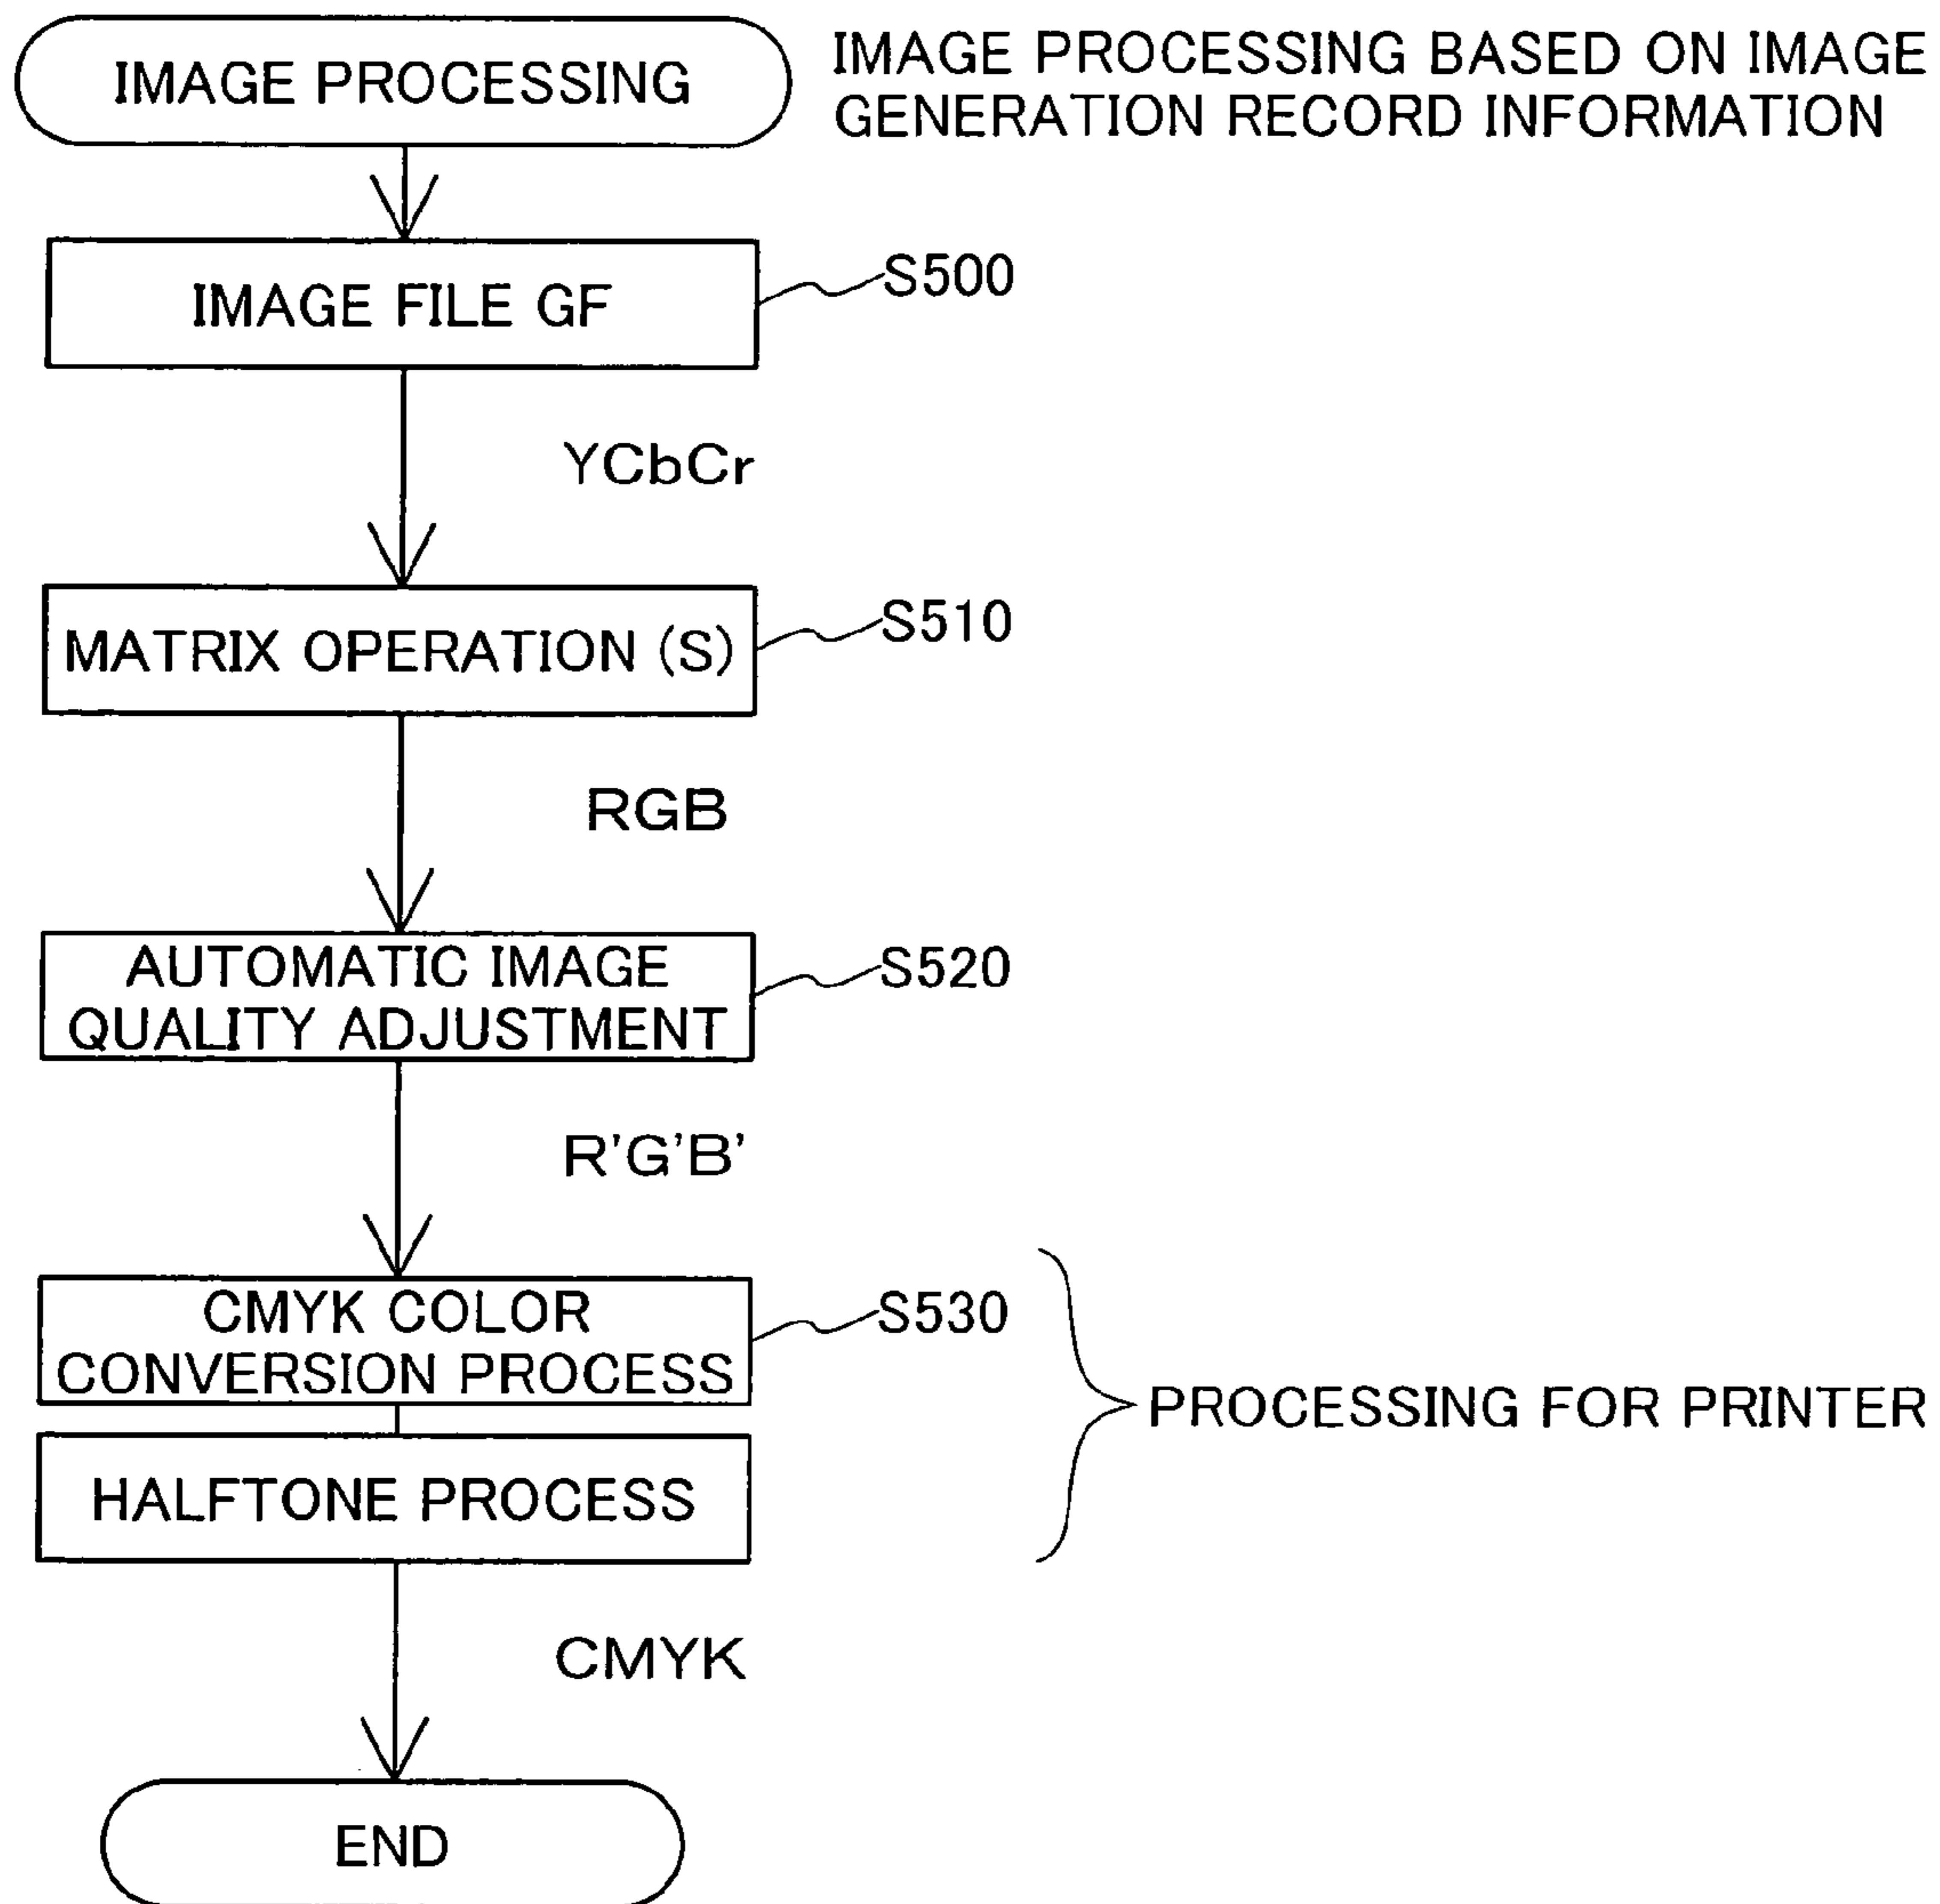 IMAGE PROCESSING
IMAGE PROCESSING BASED ON IMAGE
GENERATION RECORD INFORMATION
IMAGE FILE GF
S500
YCbCr
MATRIX OPERATION (S)
S510
RGB
AUTOMATIC IMAGE
QUALITY ADJUSTMENT
S520
R'G'B'
CMYK COLOR
CONVERSION PROCESS
S530
PROCESSING FOR PRINTER
HALFTONE PROCESS
CMYK
END